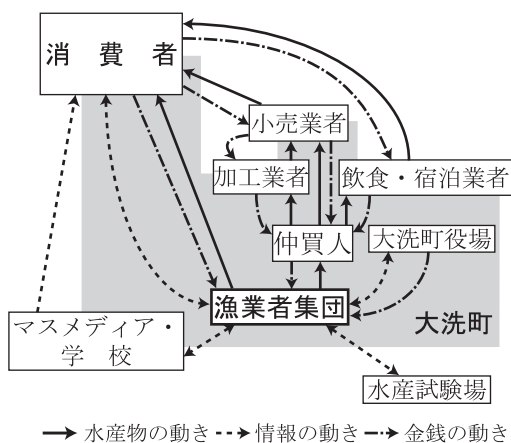 消費者
小売業者
加工業者
飲食・宿泊業者
仲買人
大洗町役場
漁業者集団
大洗町
マスメディア・
学校
水産試験場
水産物の動き 情報の動き 金銭の動き